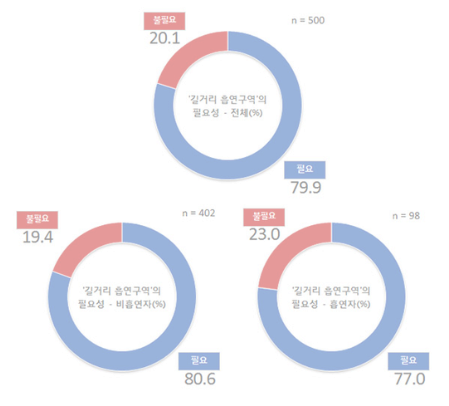 불필요
20.1
n = 500
'길거리 흡연구역'의
필요성 - 전체(%)
필요
79.9
불필요
19.4
n = 402
'길거리 흡연구역'의
필요성 - 비흡연자(%)
필요
80.6
불필요
23.0
n = 98
'길거리 흡연구역'의
필요성 - 흡연자(%)
필요
77.0